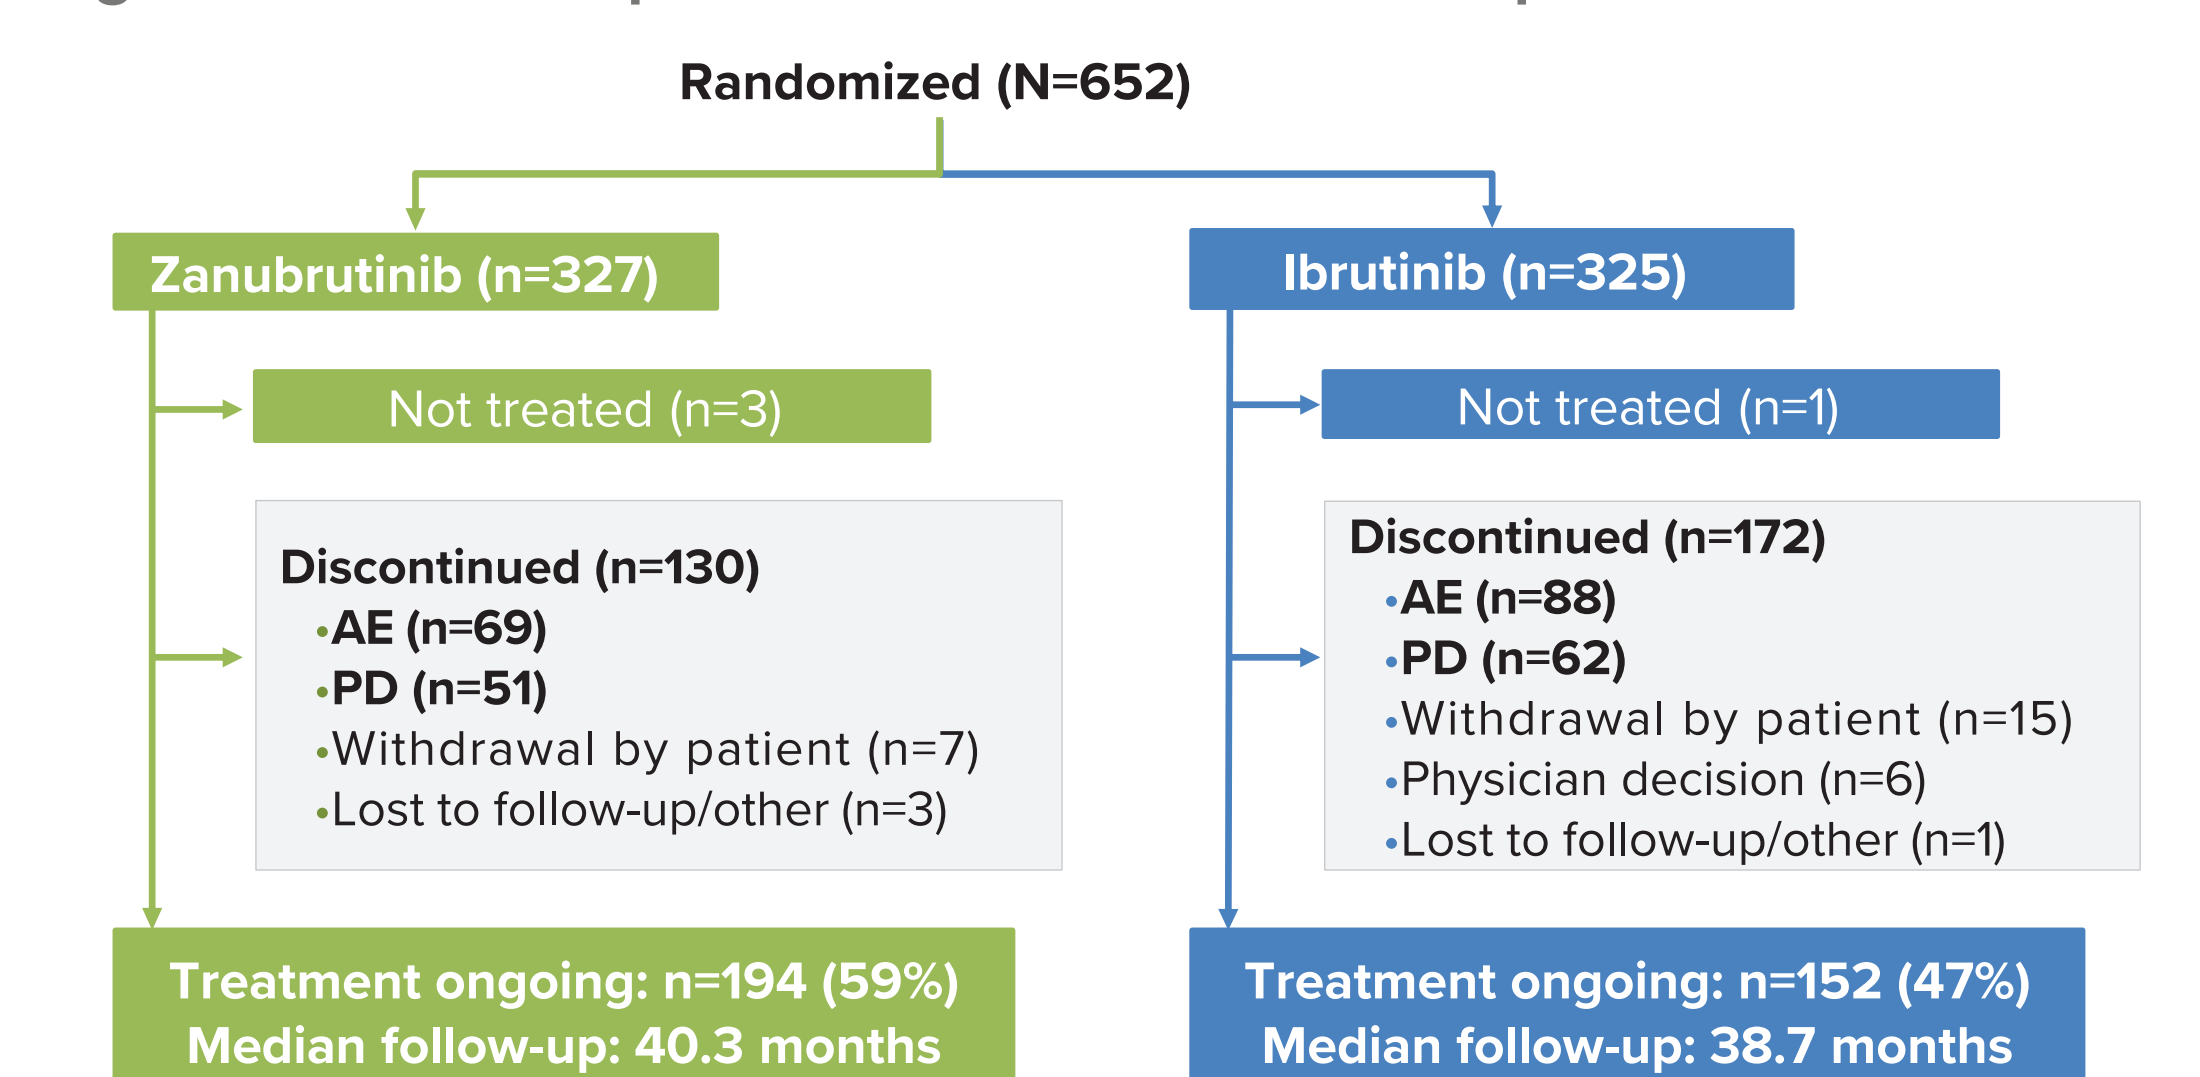 Randomized (N=652)
Zanubrutinib (n=327)
Not treated (n=3)
Discontinued (n=130)
•AE (n=69)
•PD (n=51)
•Withdrawal by patient (n=7)
•Lost to follow-up/other (n=3)
Treatment ongoing: n=194 (59%)
Median follow-up: 40.3 months
Ibrutinib (n=325)
Not treated (n=1)
Discontinued (n=172)
•AE (n=88)
•PD (n=62)
•Withdrawal by patient (n=15)
•Physician decision (n=6)
•Lost to follow-up/other (n=1)
Treatment ongoing: n=152 (47%)
Median follow-up: 38.7 months